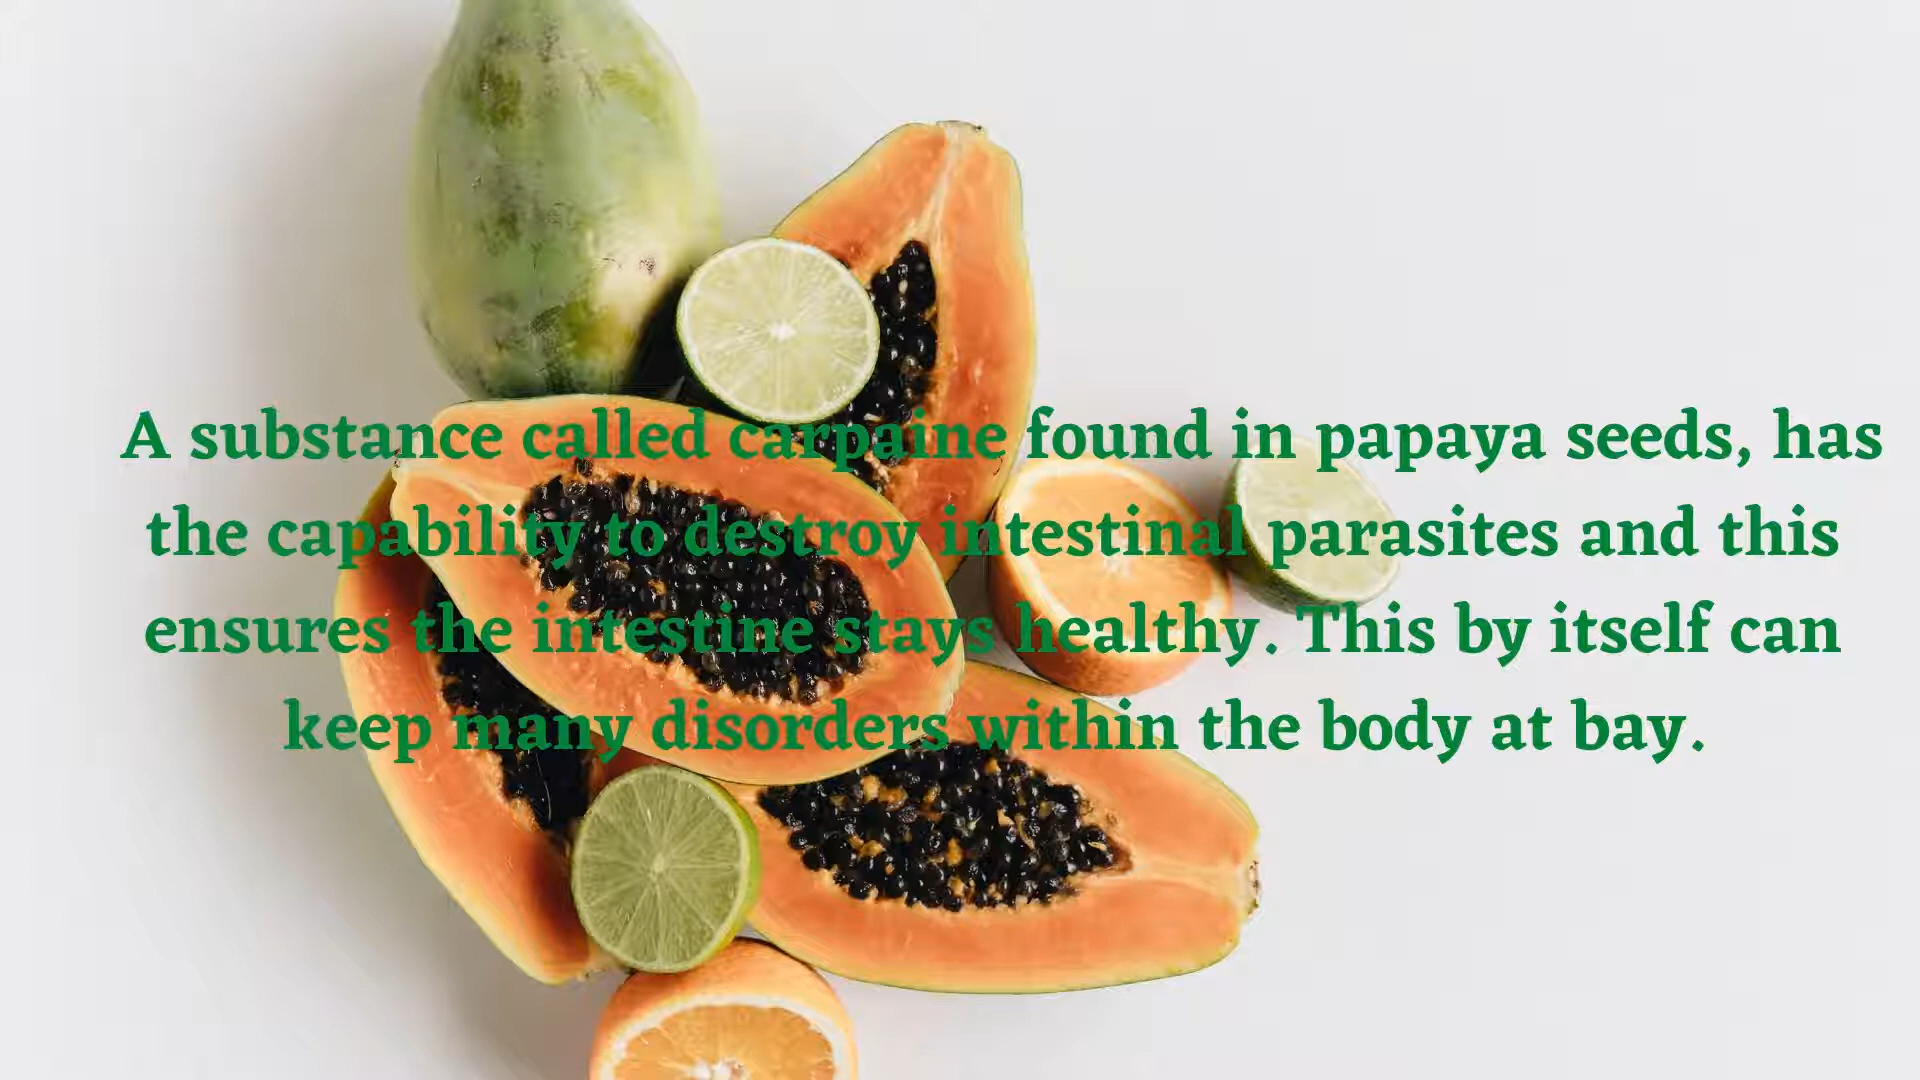 A substance called carpaine found in papaya seeds, has
the capability to destroy intestinal parasites and this
ensures the intestine stays healthy. This by itself can
keep many disorders within the body at bay.